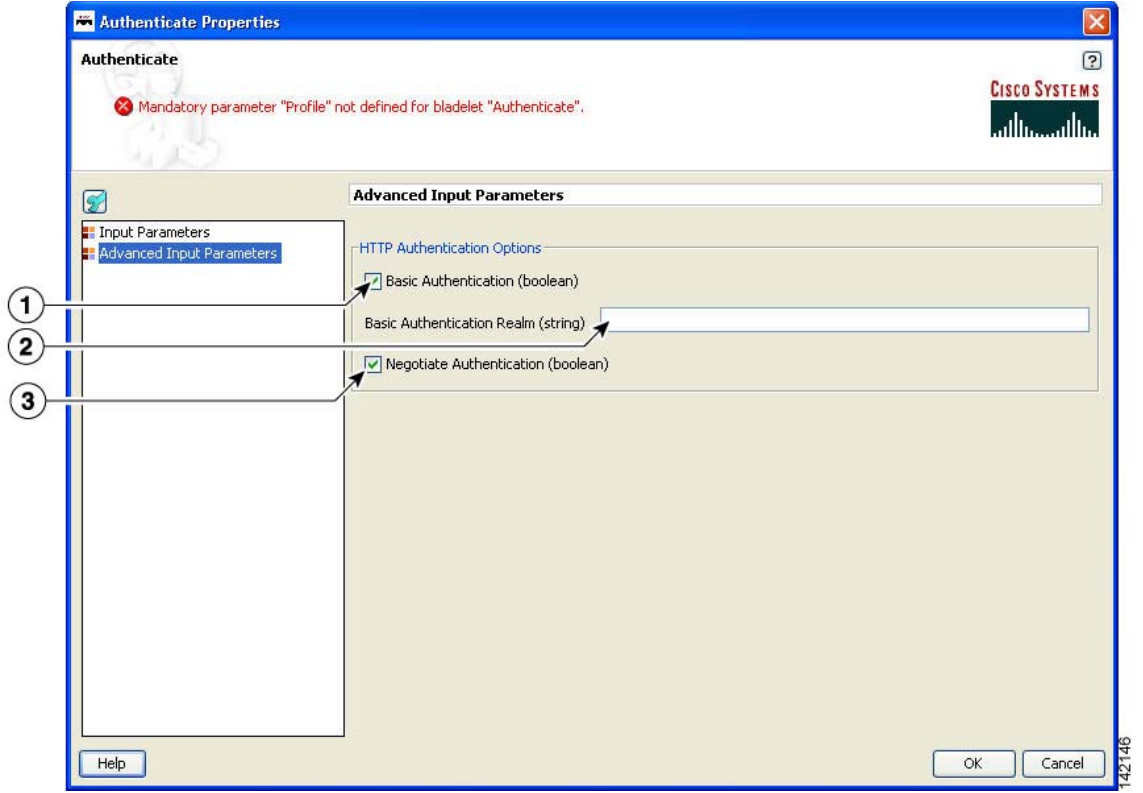 Authenticate Properties
Authenticate
Mandatory parameter "Profile" not defined for bladelet "Authenticate".
CISCO SYSTEMS
Advanced Input Parameters
Input Parameters
Advanced Input Parameters
HTTP Authentication Options
1
Basic Authentication (boolean)
2
Basic Authentication Realm (string)
3
Negotiate Authentication (boolean)
Help
OK
Cancel
142146